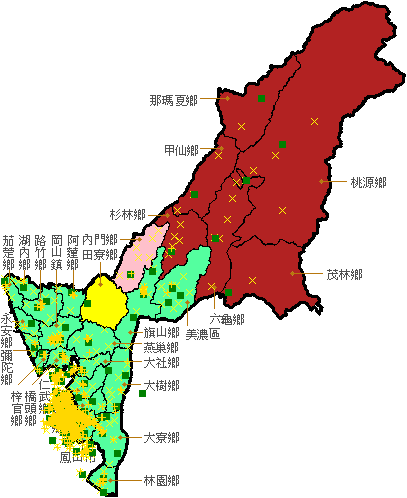 那瑪夏鄉
甲仙鄉
桃源鄉
杉林鄉
茄萣鄉
湖內鄉
路竹鄉
岡山鎮
阿蓮鄉
內門鄉
田寮鄉
茂林鄉
六龜鄉
美濃區
永安鄉
旗山鄉
燕巢鄉
彌陀鄉
大社鄉
大樹鄉
梓官鄉
橋頭鄉
仁武鄉
大寮鄉
林園鄉